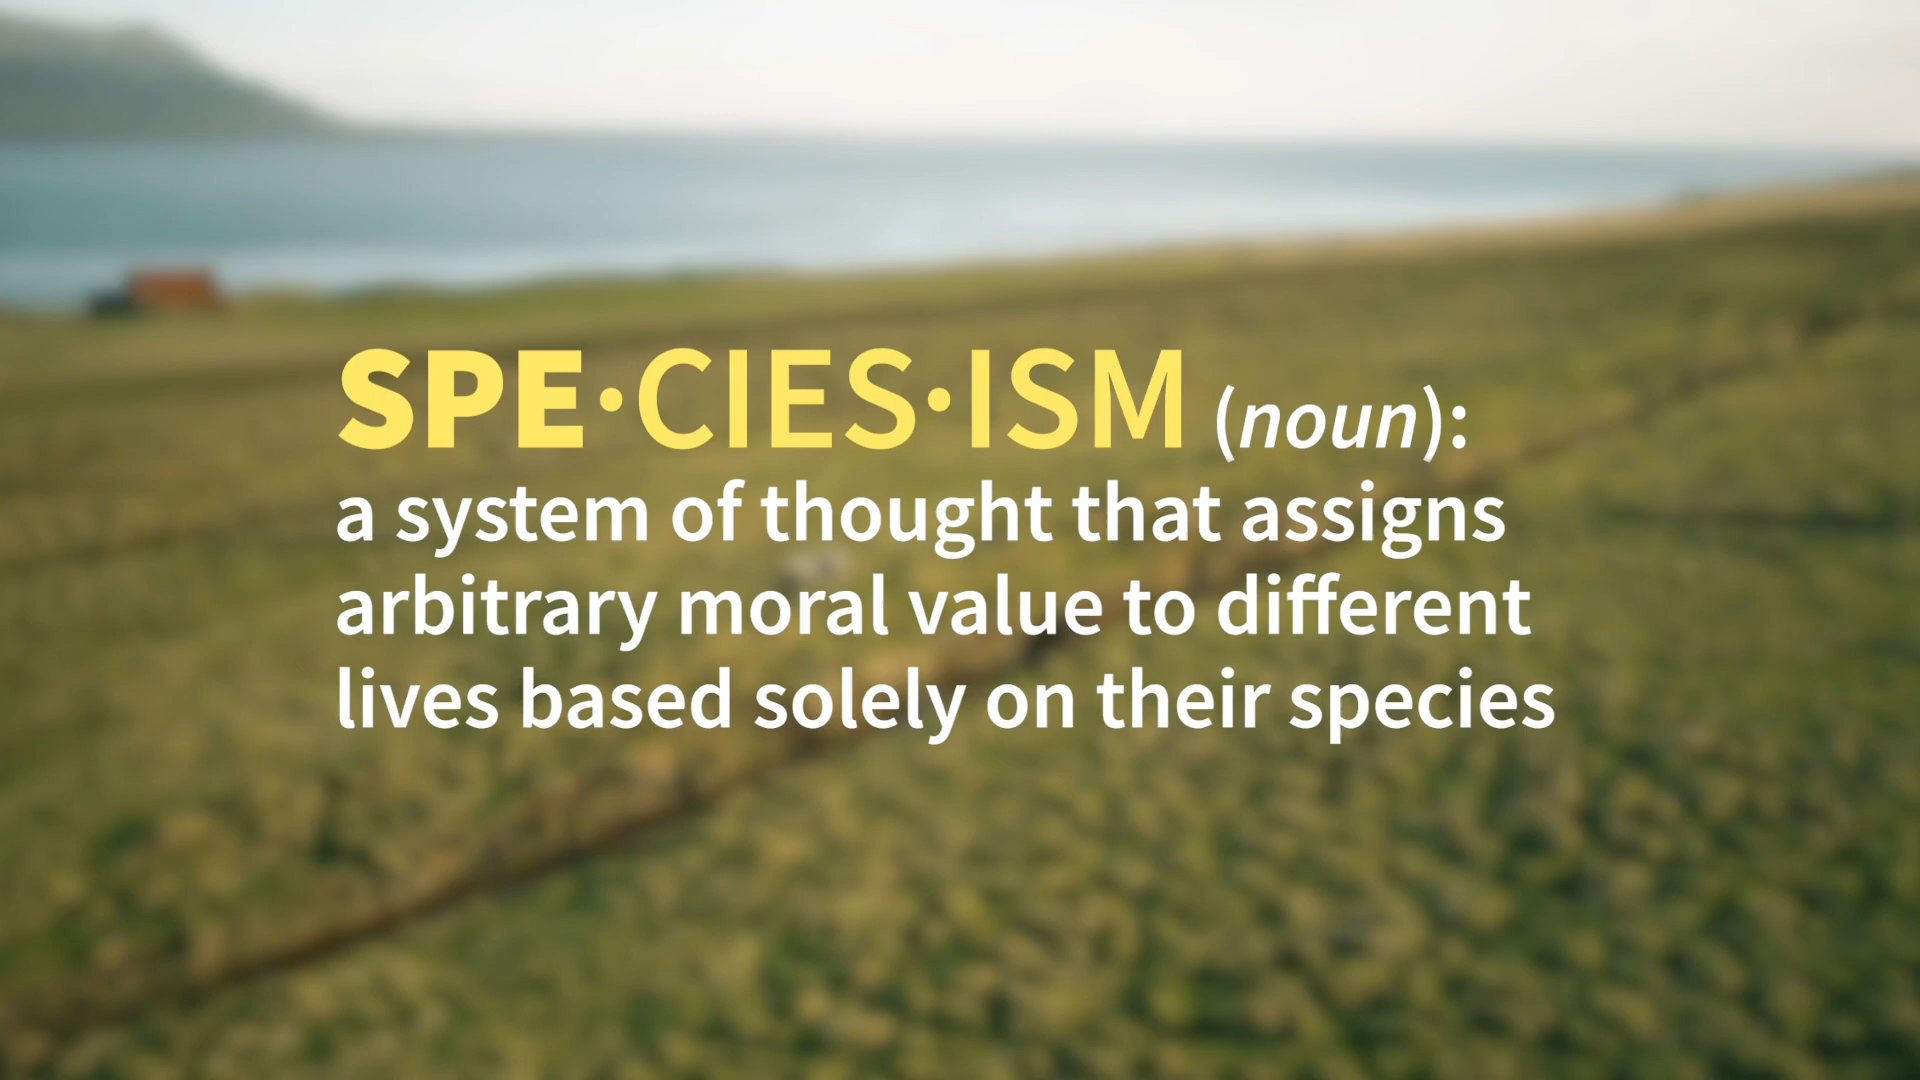 SPE·CIES·ISM (noun):
a system of thought that assigns
arbitrary moral value to different
lives based solely on their species